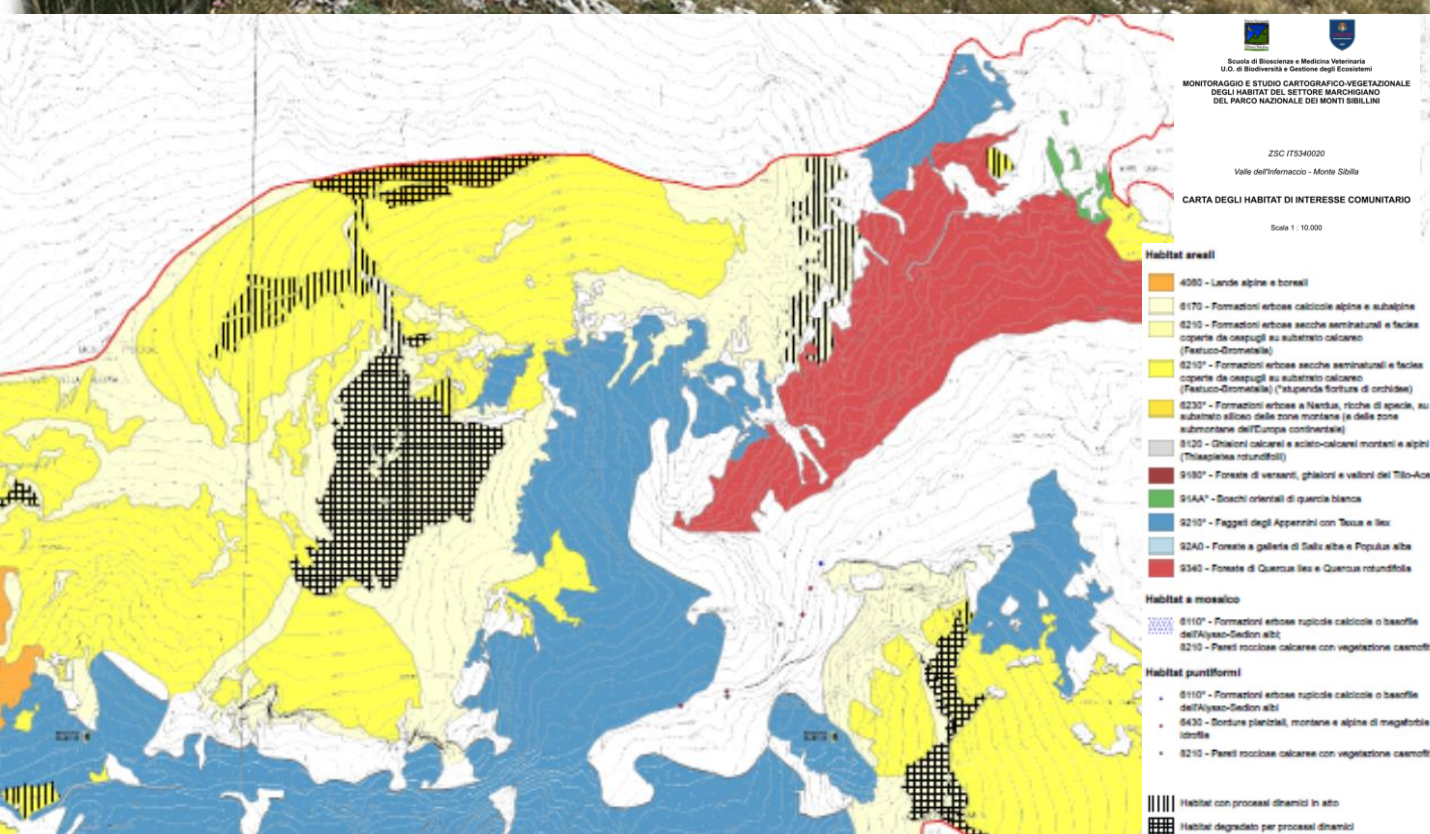 Scuola di Bioscienze e Medicina Veterinaria
U.O. di Biodiversità e Gestione degli Ecosistemi
MONITORAGGIO E STUDIO CARTOGRAFICO-VEGETAZIONALE
DEGLI HABITAT DEL SETTORE MARCHIGIANO
DEL PARCO NAZIONALE DEI MONTI SIBILLINI
ZSC IT5340020
Valle dell'Infernaccio - Monte Sibilla
CARTA DEGLI HABITAT DI INTERESSE COMUNITARIO
Scala 1 : 10.000
Habitat areali
4060 - Lande alpine e boreali
6170 - Formazioni erbose calcicole alpine e subalpine
6210 - Formazioni erbose secche seminaturali e facies
coperte da cespugli su substrato calcareo
(Festuco-Brometalia)
6210* - Formazioni erbose secche seminaturali e facies
coperte da cespugli su substrato calcareo
(Festuco-Brometalia) (*stupenda fioritura di orchidee)
6230* - Formazioni erbose a Nardus, ricche di specie, su
substrato siliceo delle zone montane (e delle zone
submontane dell'Europa continentale)
8120 - Ghiaioni calcarei e scisto-calcarei montani e alpini
(Thlaspietea rotundifolii)
9180* - Foreste di versanti, ghiaioni e valloni del Tilio-Ace
91AA* - Boschi orientali di quercia bianca
9210* - Faggeti degli Appennini con Taxus e Ilex
92A0 - Foreste a galleria di Salix alba e Populus alba
9340 - Foreste di Quercus ilex e Quercus rotundifolia
Habitat a mosaico
6110* - Formazioni erbose rupicole calcicole o basofile
dell'Alysso-Sedion albi;
8210 - Pareti rocciose calcaree con vegetazione casmofit
Habitat puntiformi
6110* - Formazioni erbose rupicole calcicole o basofile
dell'Alysso-Sedion albi
6430 - Bordure planiziali, montane e alpine di megaforbie
idrofile
8210 - Pareti rocciose calcaree con vegetazione casmofit
Habitat con processi dinamici in atto
Habitat degradato per processi dinamici